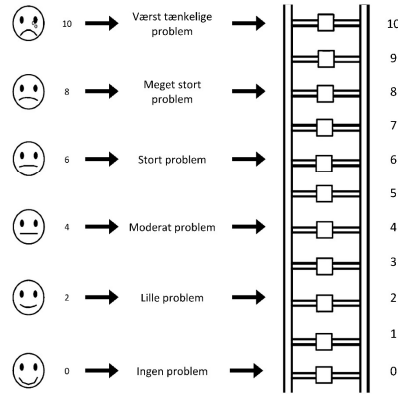 10 Værst tænkelige
problem 10
9
8 Meget stort
problem 8
7
6 Stort problem 6
5
4 Moderat problem 4
3
2 Lille problem 2
1
0 Ingen problem 0